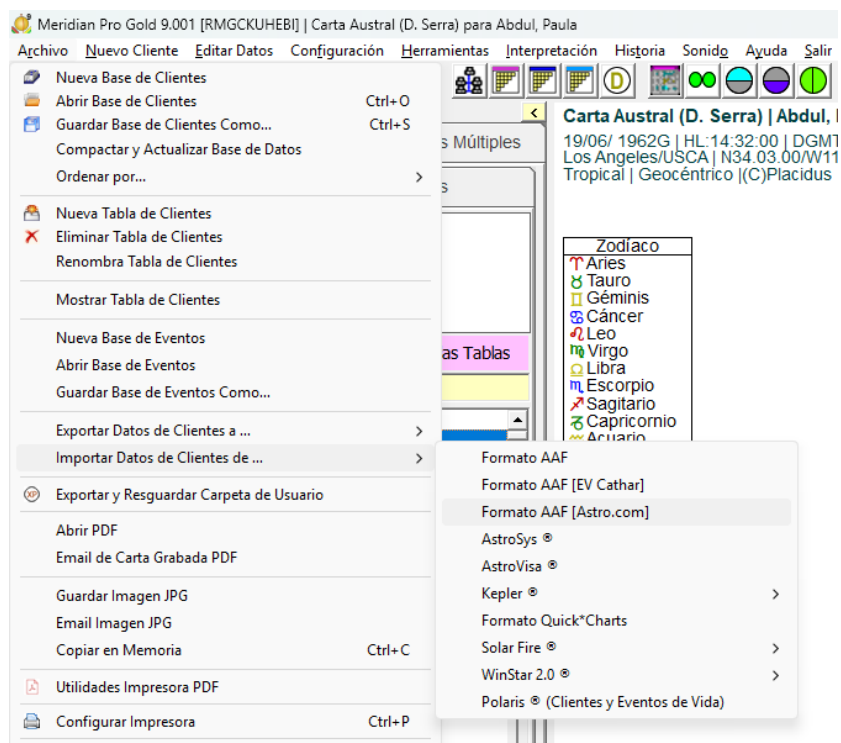 Meridian Pro Gold 9.001 [RMGCKUHEBI] | Carta Austral (D. Serra) para Abdul, Paula
Archivo Nuevo Cliente Editar Datos Configuración Herramientas Interpretación Historia Sonido Ayuda Salir
Nueva Base de Clientes
Abrir Base de Clientes Ctrl+O
Guardar Base de Clientes Como... Ctrl+S
Compactar y Actualizar Base de Datos
Ordenar por...
Nueva Tabla de Clientes
Eliminar Tabla de Clientes
Renombra Tabla de Clientes
Mostrar Tabla de Clientes
Nueva Base de Eventos
Abrir Base de Eventos
Guardar Base de Eventos Como...
Exportar Datos de Clientes a ...
Importar Datos de Clientes de ...
XP Exportar y Resguardar Carpeta de Usuario
Abrir PDF
Email de Carta Grabada PDF
Guardar Imagen JPG
Email Imagen JPG
Copiar en Memoria Ctrl+C
Utilidades Impresora PDF
Configurar Impresora Ctrl+P
D
<
s Múltiples
s
as Tablas
Carta Austral (D. Serra) | Abdul,
19/06/ 1962G | HL:14:32:00 | DGMT
Los Angeles/USCA | N34.03.00/W11
Tropical | Geocéntrico |(C)Placidus
Zodíaco
♈ Aries
♉ Tauro
♊ Géminis
♋ Cáncer
♌ Leo
♍ Virgo
♎ Libra
♏ Escorpio
♐ Sagitario
♑ Capricornio
♒ Acuario
Formato AAF
Formato AAF [EV Cathar]
Formato AAF [Astro.com]
AstroSys ®
AstroVisa ®
Kepler ®
Formato Quick*Charts
Solar Fire ®
WinStar 2.0 ®
Polaris ® (Clientes y Eventos de Vida)